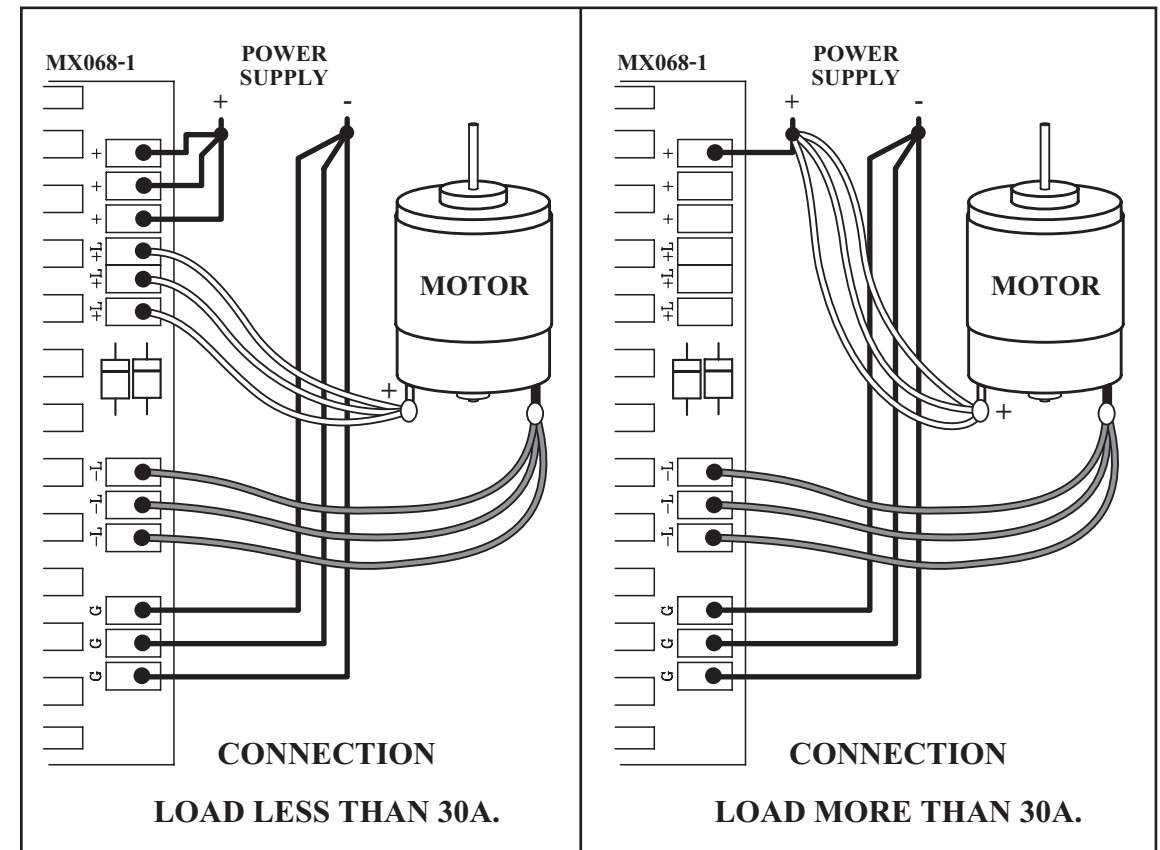 MX068-1
POWER
SUPPLY
+
-
+
+
+
+L
+L
+L
MOTOR
+
-L
-L
-L
G
G
G
CONNECTION
LOAD LESS THAN 30A.
MX068-1
POWER
SUPPLY
+
-
+
+
+
+L
+L
+L
MOTOR
+
-L
-L
-L
G
G
G
CONNECTION
LOAD MORE THAN 30A.